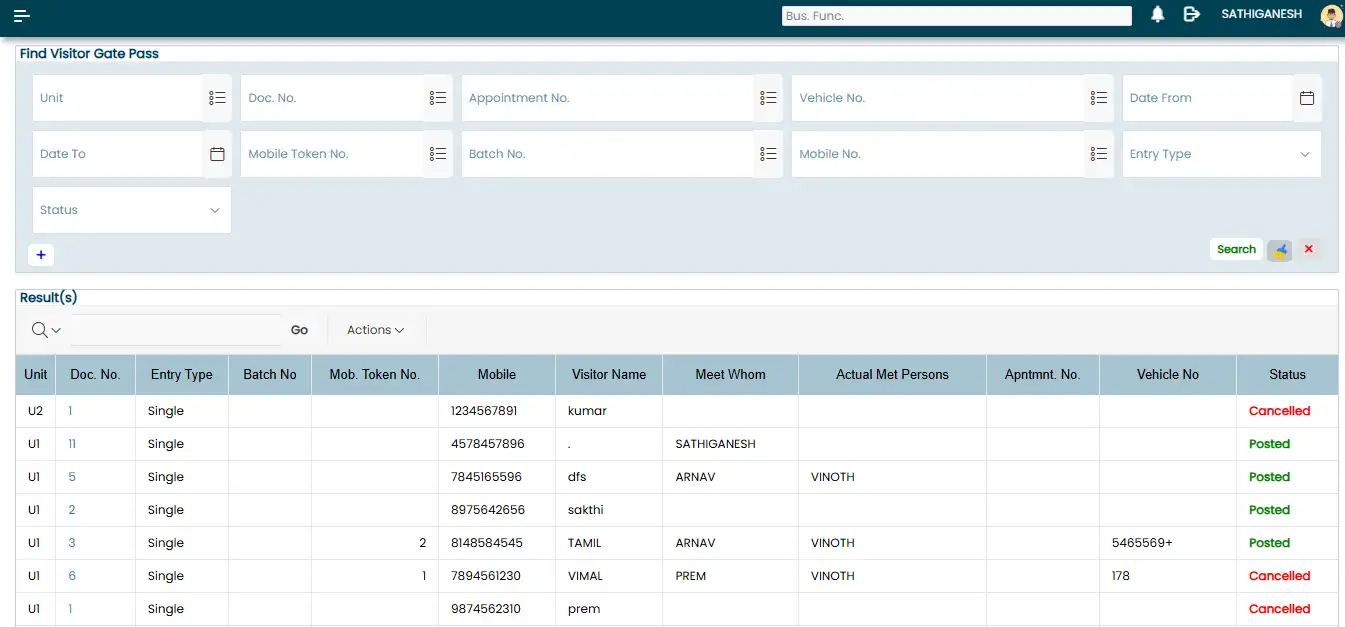 Bus. Func. SATHIGANESH
Find Visitor Gate Pass
Unit Doc. No. Appointment No. Vehicle No. Date From
Date To Mobile Token No. Batch No. Mobile No. Entry Type
Status
+ Search ×
Result(s)
Go Actions
Unit Doc. No. Entry Type Batch No Mob. Token No. Mobile Visitor Name Meet Whom Actual Met Persons Apntmnt. No. Vehicle No Status
U2 1 Single 1234567891 kumar Cancelled
U1 11 Single 4578457896 . SATHIGANESH Posted
U1 5 Single 7845165596 dfs ARNAV VINOTH Posted
U1 2 Single 8975642656 sakthi Posted
U1 3 Single 2 8148584545 TAMIL ARNAV VINOTH 5465569+ Posted
U1 6 Single 1 7894561230 VIMAL PREM VINOTH 178 Cancelled
U1 1 Single 9874562310 prem Cancelled